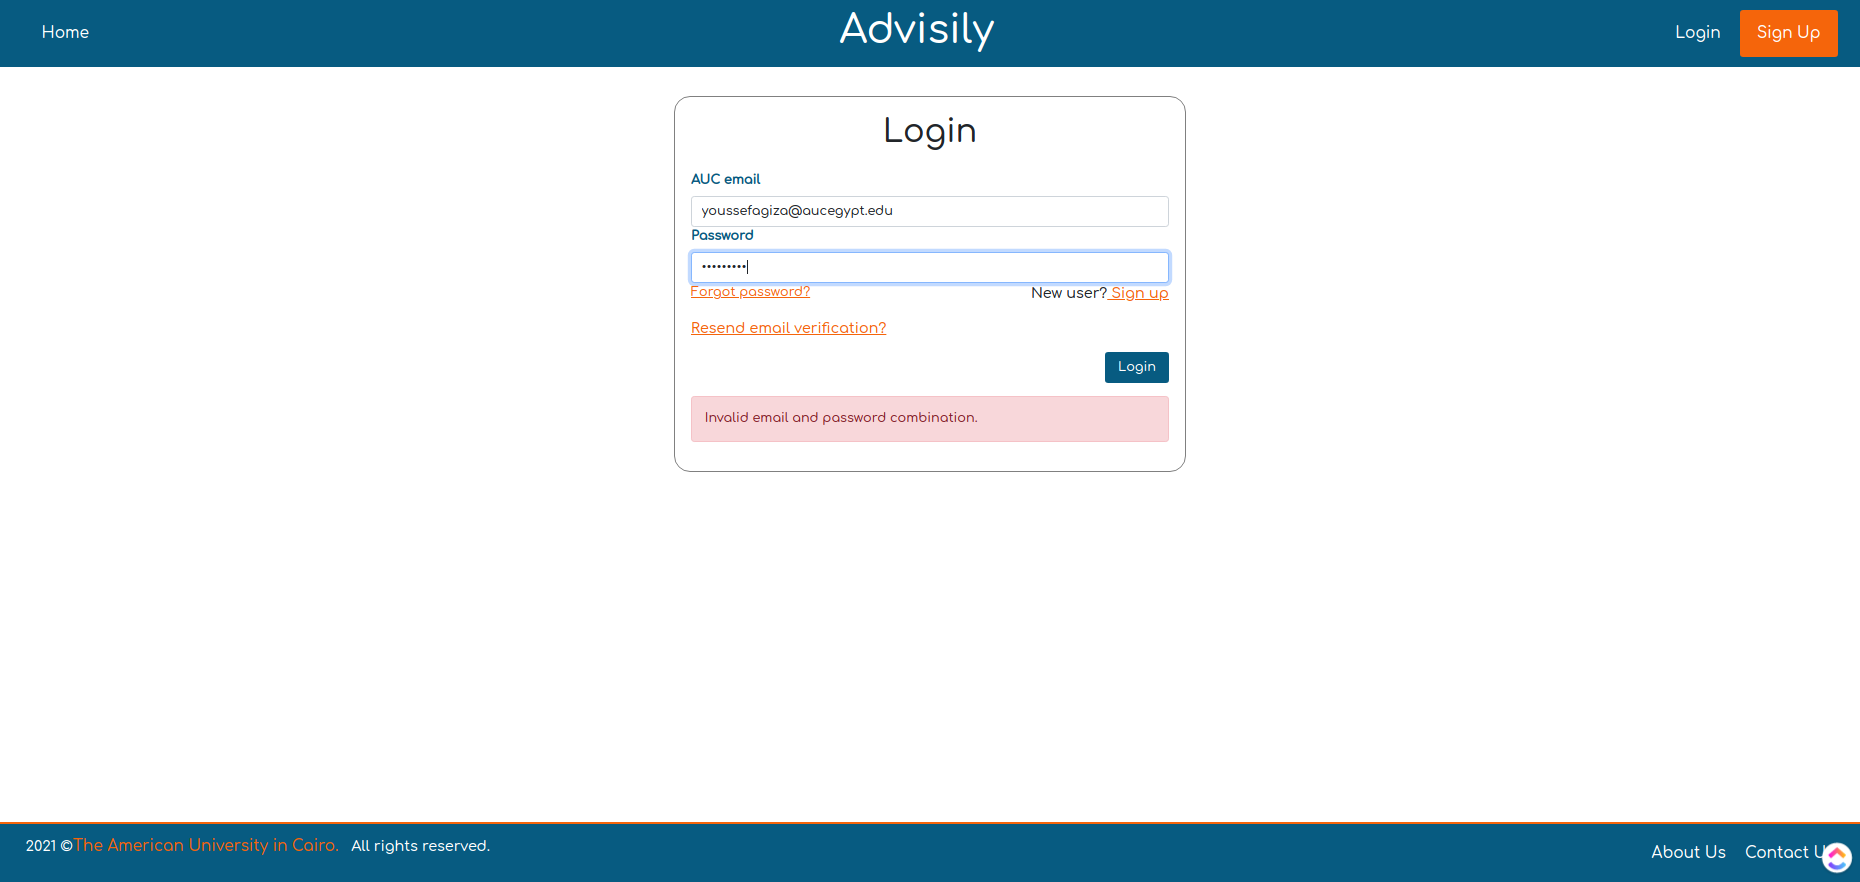 Home
Advisily
Login
Sign Up
Login
AUC email
youssefagiza@aucegypt.edu
Password
•••••••••
Forgot password?
New user? Sign up
Resend email verification?
Login
Invalid email and password combination.
2021 ©The American University in Cairo. All rights reserved.
About Us
Contact U